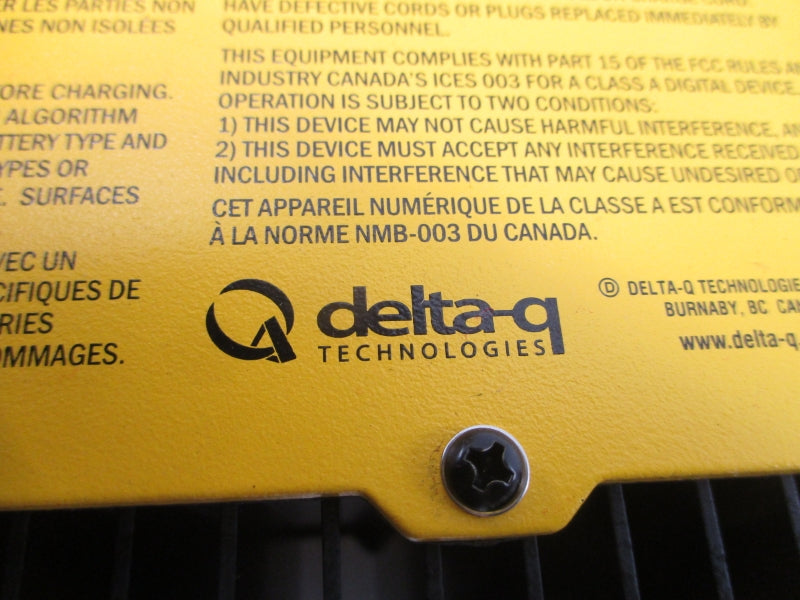 ER LES PARTIES NON
NES NON ISOLÉES
ORE CHARGING.
ALGORITHM
TTERY TYPE AND
YPES OR
E. SURFACES
VEC UN
CIFIQUES DE
RIES
OMMAGES.
HAVE DEFECTIVE CORDS OR PLUGS REPLACED IMMEDIATELY BY
QUALIFIED PERSONNEL.
THIS EQUIPMENT COMPLIES WITH PART 15 OF THE FCC RULES AN
INDUSTRY CANADA'S ICES 003 FOR A CLASS A DIGITAL DEVICE.
OPERATION IS SUBJECT TO TWO CONDITIONS:
1) THIS DEVICE MAY NOT CAUSE HARMFUL INTERFERENCE, AN
2) THIS DEVICE MUST ACCEPT ANY INTERFERENCE RECEIVED,
INCLUDING INTERFERENCE THAT MAY CAUSE UNDESIRED O
CET APPAREIL NUMÉRIQUE DE LA CLASSE A EST CONFORM
À LA NORME NMB-003 DU CANADA.
delta-q
TECHNOLOGIES
Ⓓ DELTA-Q TECHNOLOGIE
BURNABY, BC CAN
www.delta-q.